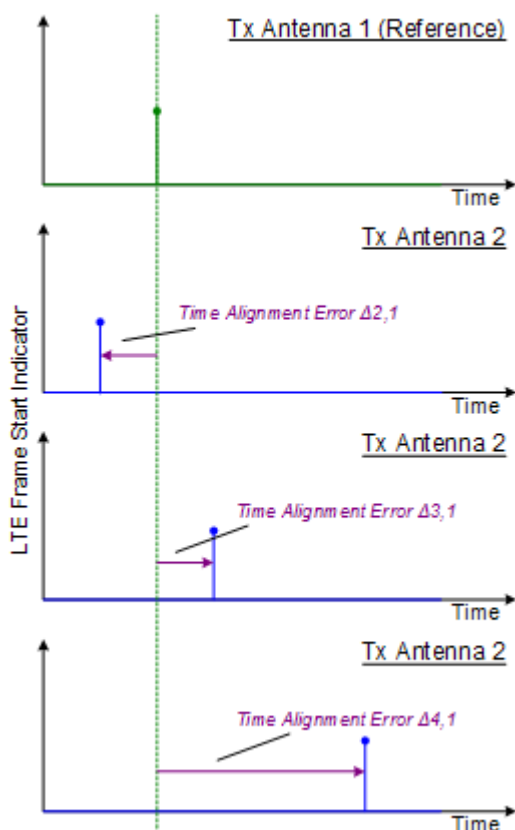 Tx Antenna 1 (Reference)
Time
Tx Antenna 2
Time Alignment Error Δ2,1
Time
LTE Frame Start Indicator
Tx Antenna 2
Time Alignment Error Δ3,1
Time
Tx Antenna 2
Time Alignment Error Δ4,1
Time